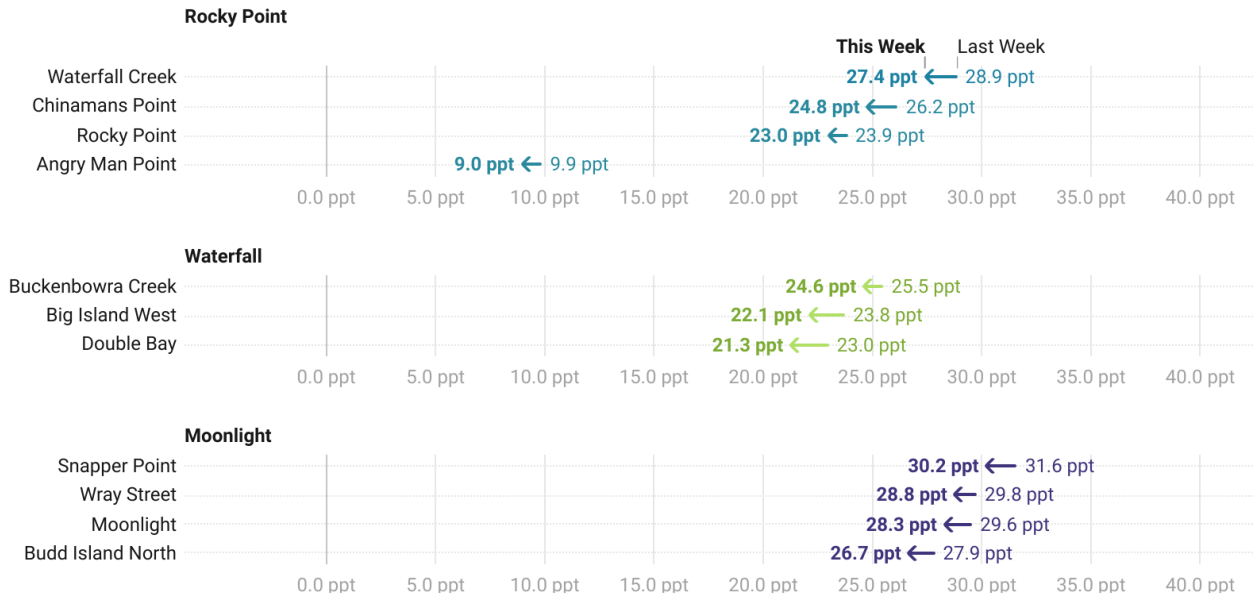 Rocky Point
This Week Last Week
Waterfall Creek 27.4 ppt 28.9 ppt
Chinamans Point 24.8 ppt 26.2 ppt
Rocky Point 23.0 ppt 23.9 ppt
Angry Man Point 9.0 ppt 9.9 ppt
0.0 ppt 5.0 ppt 10.0 ppt 15.0 ppt 20.0 ppt 25.0 ppt 30.0 ppt 35.0 ppt 40.0 ppt
Waterfall
Buckenbowra Creek 24.6 ppt 25.5 ppt
Big Island West 22.1 ppt 23.8 ppt
Double Bay 21.3 ppt 23.0 ppt
0.0 ppt 5.0 ppt 10.0 ppt 15.0 ppt 20.0 ppt 25.0 ppt 30.0 ppt 35.0 ppt 40.0 ppt
Moonlight
Snapper Point 30.2 ppt 31.6 ppt
Wray Street 28.8 ppt 29.8 ppt
Moonlight 28.3 ppt 29.6 ppt
Budd Island North 26.7 ppt 27.9 ppt
0.0 ppt 5.0 ppt 10.0 ppt 15.0 ppt 20.0 ppt 25.0 ppt 30.0 ppt 35.0 ppt 40.0 ppt